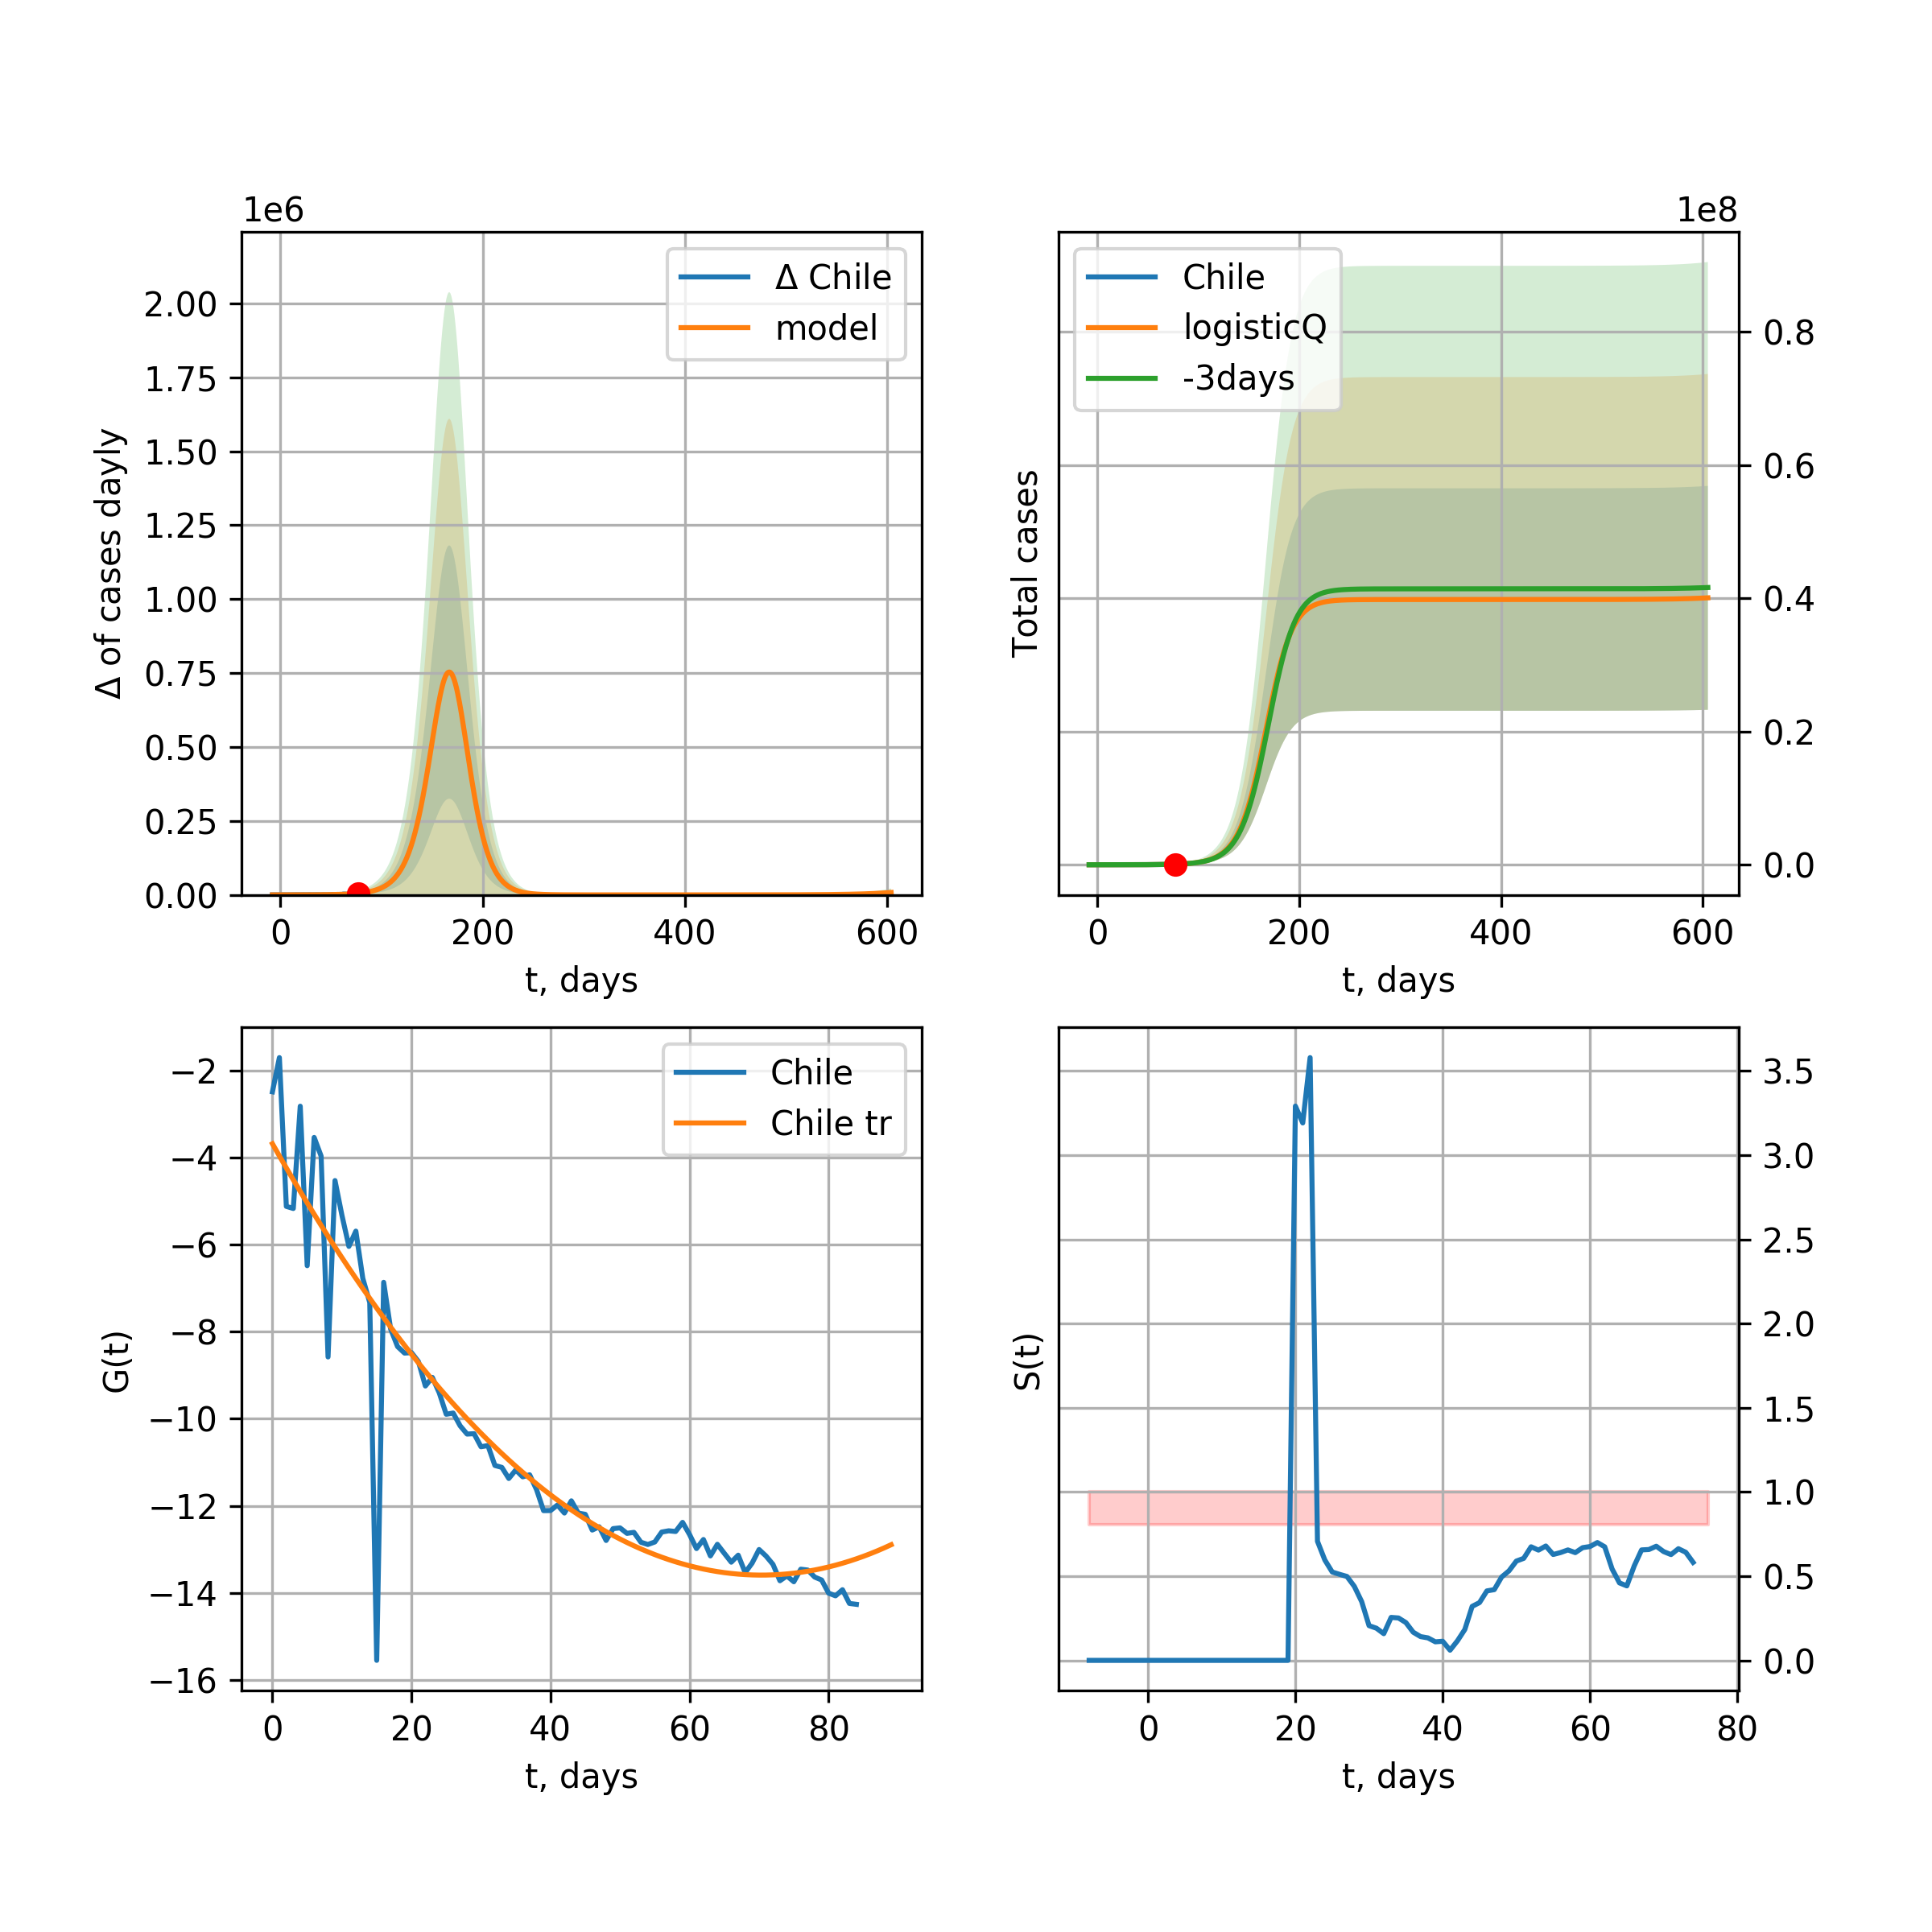 1e6
Δ Chile
model
2.00
1.75
1.50
1.25
1.00
0.75
0.50
0.25
0.00
Δ of cases dayly
0 200 400 600
t, days
1e8
Chile
logisticQ
-3days
Total cases
0.8
0.6
0.4
0.2
0.0
0 200 400 600
t, days
Chile
Chile tr
−2
−4
−6
−8
−10
−12
−14
−16
G(t)
0 20 40 60 80
t, days
S(t)
3.5
3.0
2.5
2.0
1.5
1.0
0.5
0.0
0 20 40 60 80
t, days